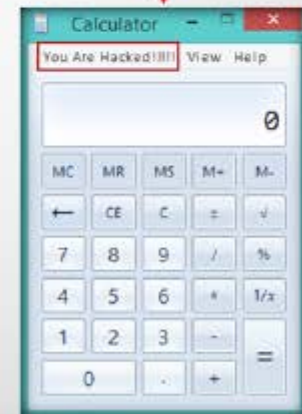 Calculator
You Are Hacked!!!!! View Help
0
MC MR MS M+ M-
← CE C ± √
7 8 9 / %
4 5 6 * 1/x
1 2 3 - =
0 . +